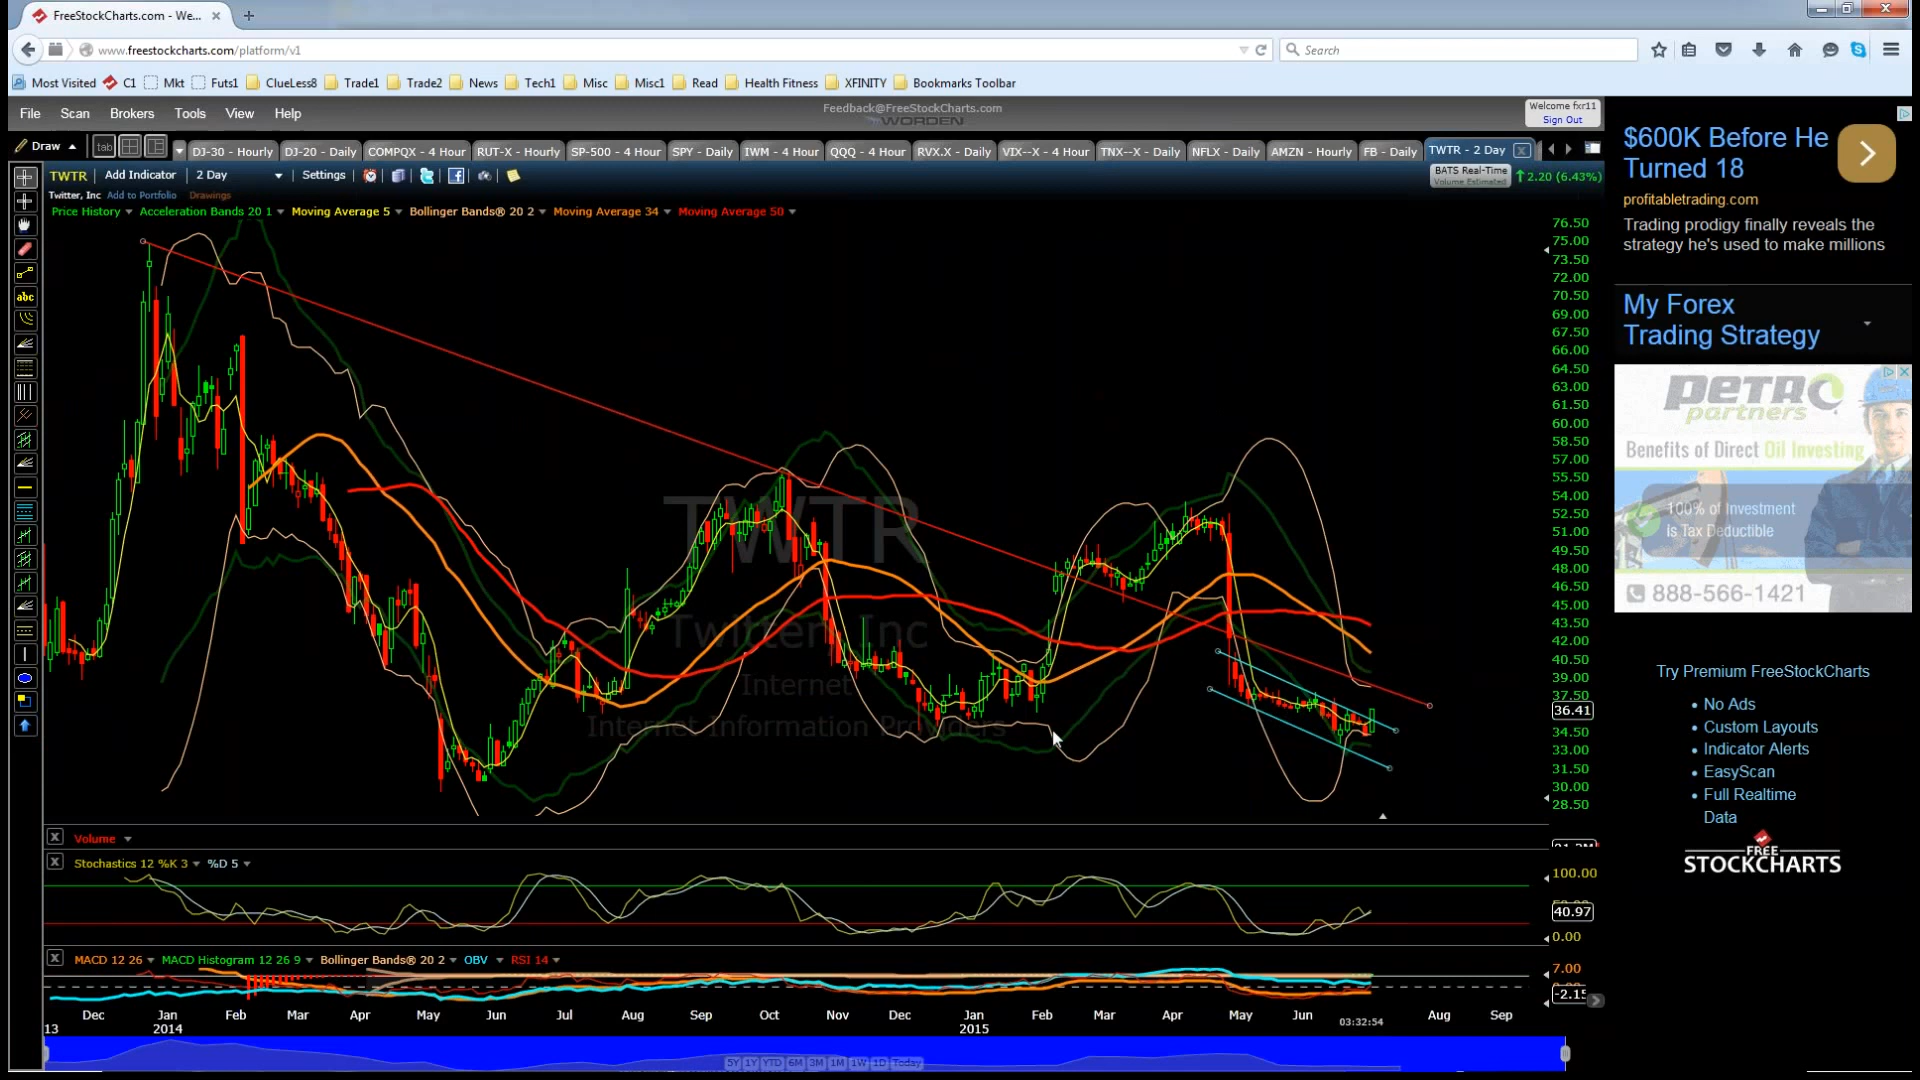 FreeStockCharts.com - We...
www.freestockcharts.com/platform/v1
Search
Most Visited C1 Mkt Futs1 ClueLess8 Trade1 Trade2 News Tech1 Misc Misc1 Read Health Fitness XFINITY Bookmarks Toolbar
File Scan Brokers Tools View Help
Feedback@FreeStockCharts.com
WORDEN
Welcome fxr11
Sign Out
Draw tab DJ-30 - Hourly DJ-20 - Daily COMPQX - 4 Hour RUT-X - Hourly SP-500 - 4 Hour SPY - Daily IWM - 4 Hour QQQ - 4 Hour RVX.X - Daily VIX--X - 4 Hour TNX--X - Daily NFLX - Daily AMZN - Hourly FB - Daily TWTR - 2 Day
TWTR Add Indicator 2 Day Settings
BATS Real-Time
Volume Estimated
2.20 (6.43%)
Twitter, Inc Add to Portfolio Drawings
Price History Acceleration Bands 20 1 Moving Average 5 Bollinger Bands® 20 2 Moving Average 34 Moving Average 50
76.50
75.00
73.50
72.00
70.50
69.00
67.50
66.00
64.50
63.00
61.50
60.00
58.50
57.00
55.50
54.00
52.50
51.00
49.50
48.00
46.50
45.00
43.50
42.00
40.50
39.00
37.50
36.41
34.50
33.00
31.50
30.00
28.50
TWTR
Twitter, Inc
Internet
Internet Information Providers
Volume
Stochastics 12 %K 3 %D 5
100.00
40.97
0.00
MACD 12 26 MACD Histogram 12 26 9 Bollinger Bands® 20 2 OBV RSI 14
7.00
-2.15
Dec Jan Feb Mar Apr May Jun Jul Aug Sep Oct Nov Dec Jan Feb Mar Apr May Jun Aug Sep
13 2014 2015 03:32:54
5Y 1Y YTD 6M 3M 1M 1W 1D Today
$600K Before He
Turned 18
profitabletrading.com
Trading prodigy finally reveals the
strategy he's used to make millions
My Forex
Trading Strategy
PETRO
partners
Benefits of Direct Oil Investing
100% of Investment
Is Tax Deductible
888-566-1421
Try Premium FreeStockCharts
• No Ads
• Custom Layouts
• Indicator Alerts
• EasyScan
• Full Realtime
Data
FREE
STOCKCHARTS